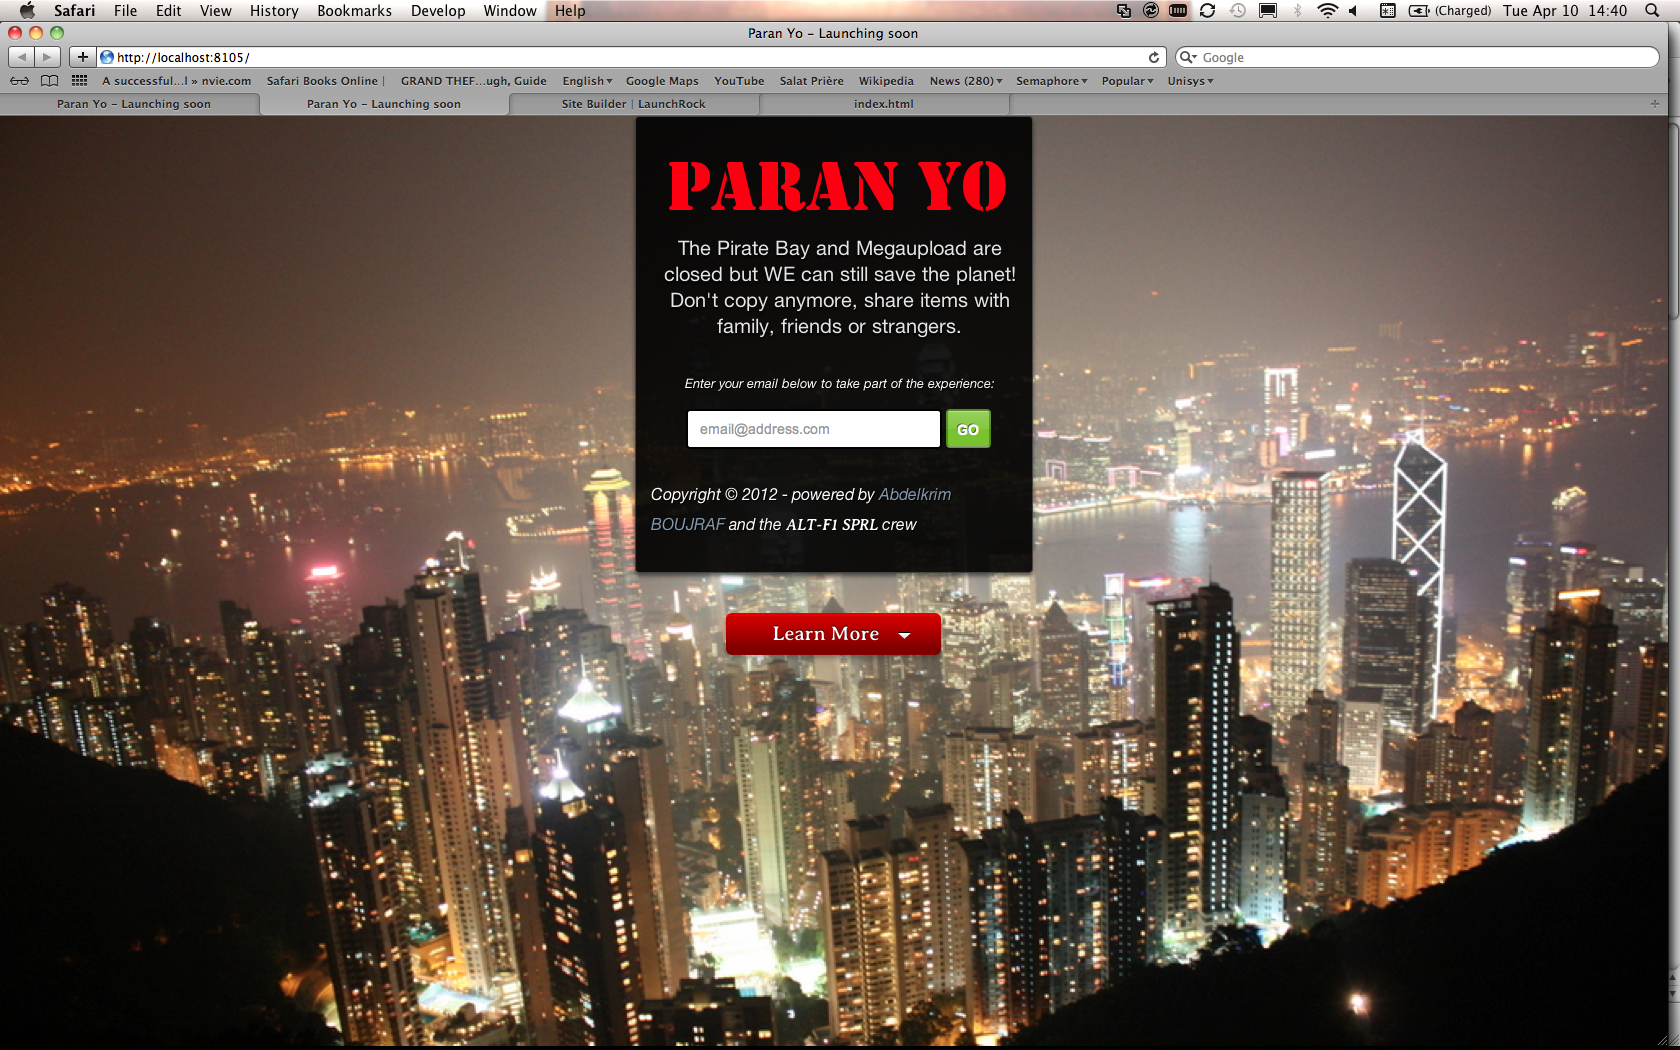 Safari File Edit View History Bookmarks Develop Window Help (Charged) Tue Apr 10 14:40
Paran Yo – Launching soon
http://localhost:8105/ Google
A successful...l » nvie.com Safari Books Online | GRAND THEF...ugh, Guide English Google Maps YouTube Salat Prière Wikipedia News (280) Semaphore Popular Unisys
Paran Yo – Launching soon Paran Yo – Launching soon Site Builder | LaunchRock index.html
PARAN YO
The Pirate Bay and Megaupload are
closed but WE can still save the planet!
Don't copy anymore, share items with
family, friends or strangers.
Enter your email below to take part of the experience:
email@address.com GO
Copyright © 2012 - powered by Abdelkrim
BOUJRAF and the ALT-F1 SPRL crew
Learn More